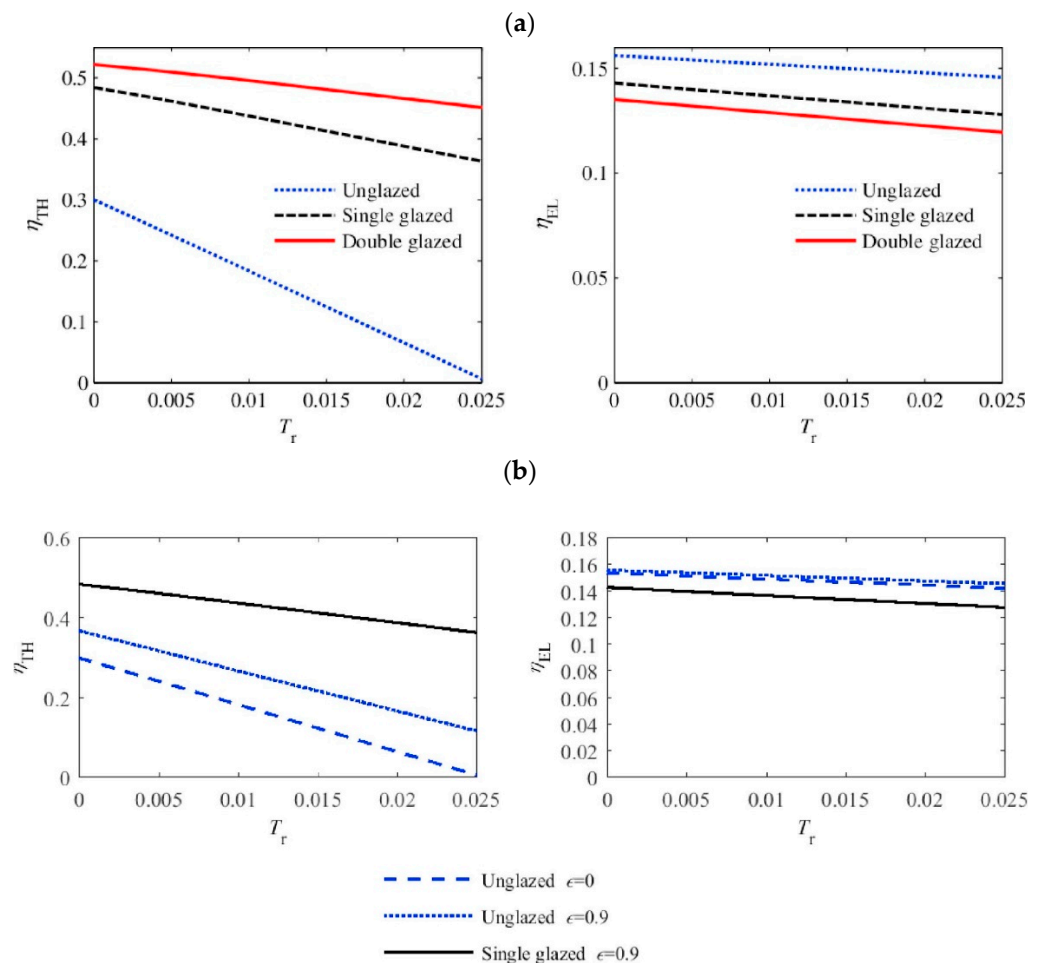 (a)
0.5
0.4
0.3
0.2
0.1
0
η_TH
Unglazed
Single glazed
Double glazed
0 0.005 0.01 0.015 0.02 0.025
T_r
0.15
0.1
0.05
0
η_EL
Unglazed
Single glazed
Double glazed
0 0.005 0.01 0.015 0.02 0.025
T_r
(b)
0.6
0.4
0.2
0
η_TH
0 0.005 0.01 0.015 0.02 0.025
T_r
0.18
0.16
0.14
0.12
0.1
0.08
0.06
0.04
0.02
0
η_EL
0 0.005 0.01 0.015 0.02 0.025
T_r
Unglazed ϵ=0
Unglazed ϵ=0.9
Single glazed ϵ=0.9